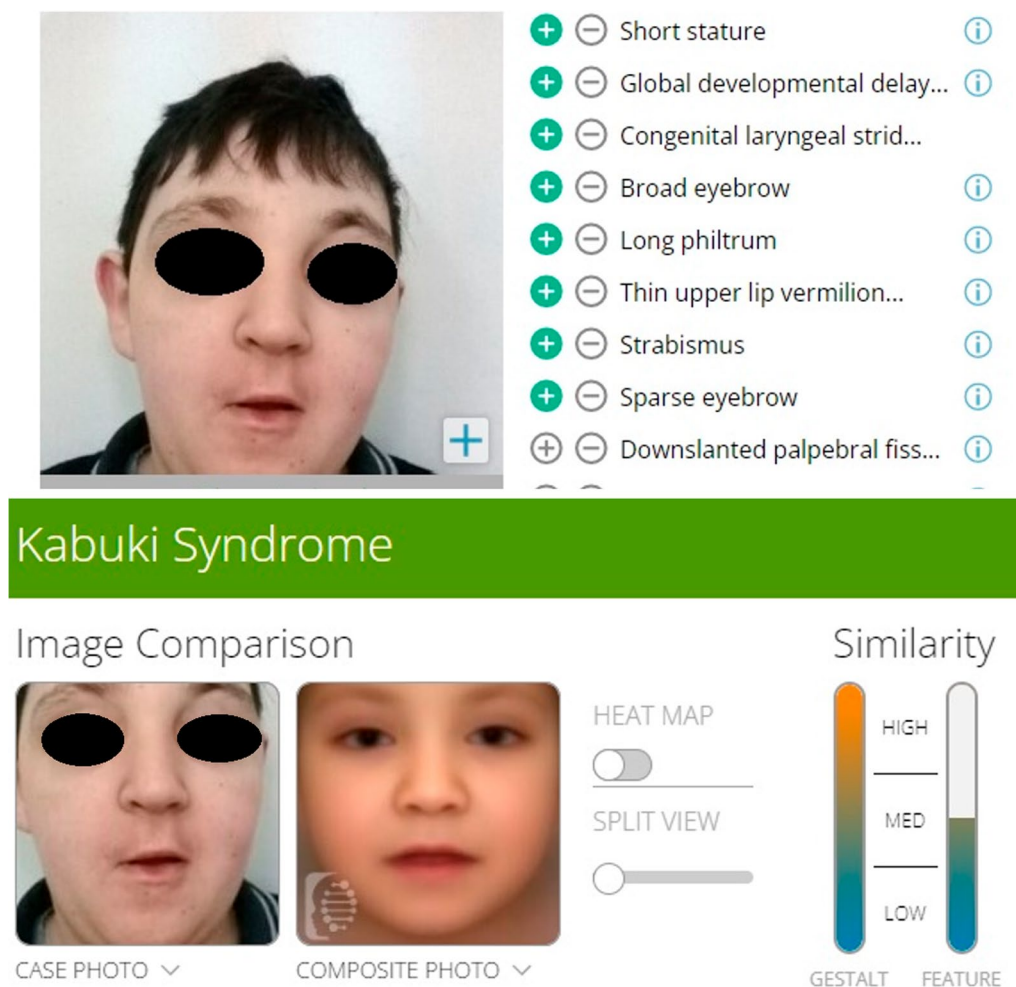 Short stature
Global developmental delay...
Congenital laryngeal strid...
Broad eyebrow
Long philtrum
Thin upper lip vermilion...
Strabismus
Sparse eyebrow
Downslanted palpebral fiss...
Kabuki Syndrome
Image Comparison
Similarity
HEAT MAP
SPLIT VIEW
HIGH
MED
LOW
CASE PHOTO
COMPOSITE PHOTO
GESTALT
FEATURE